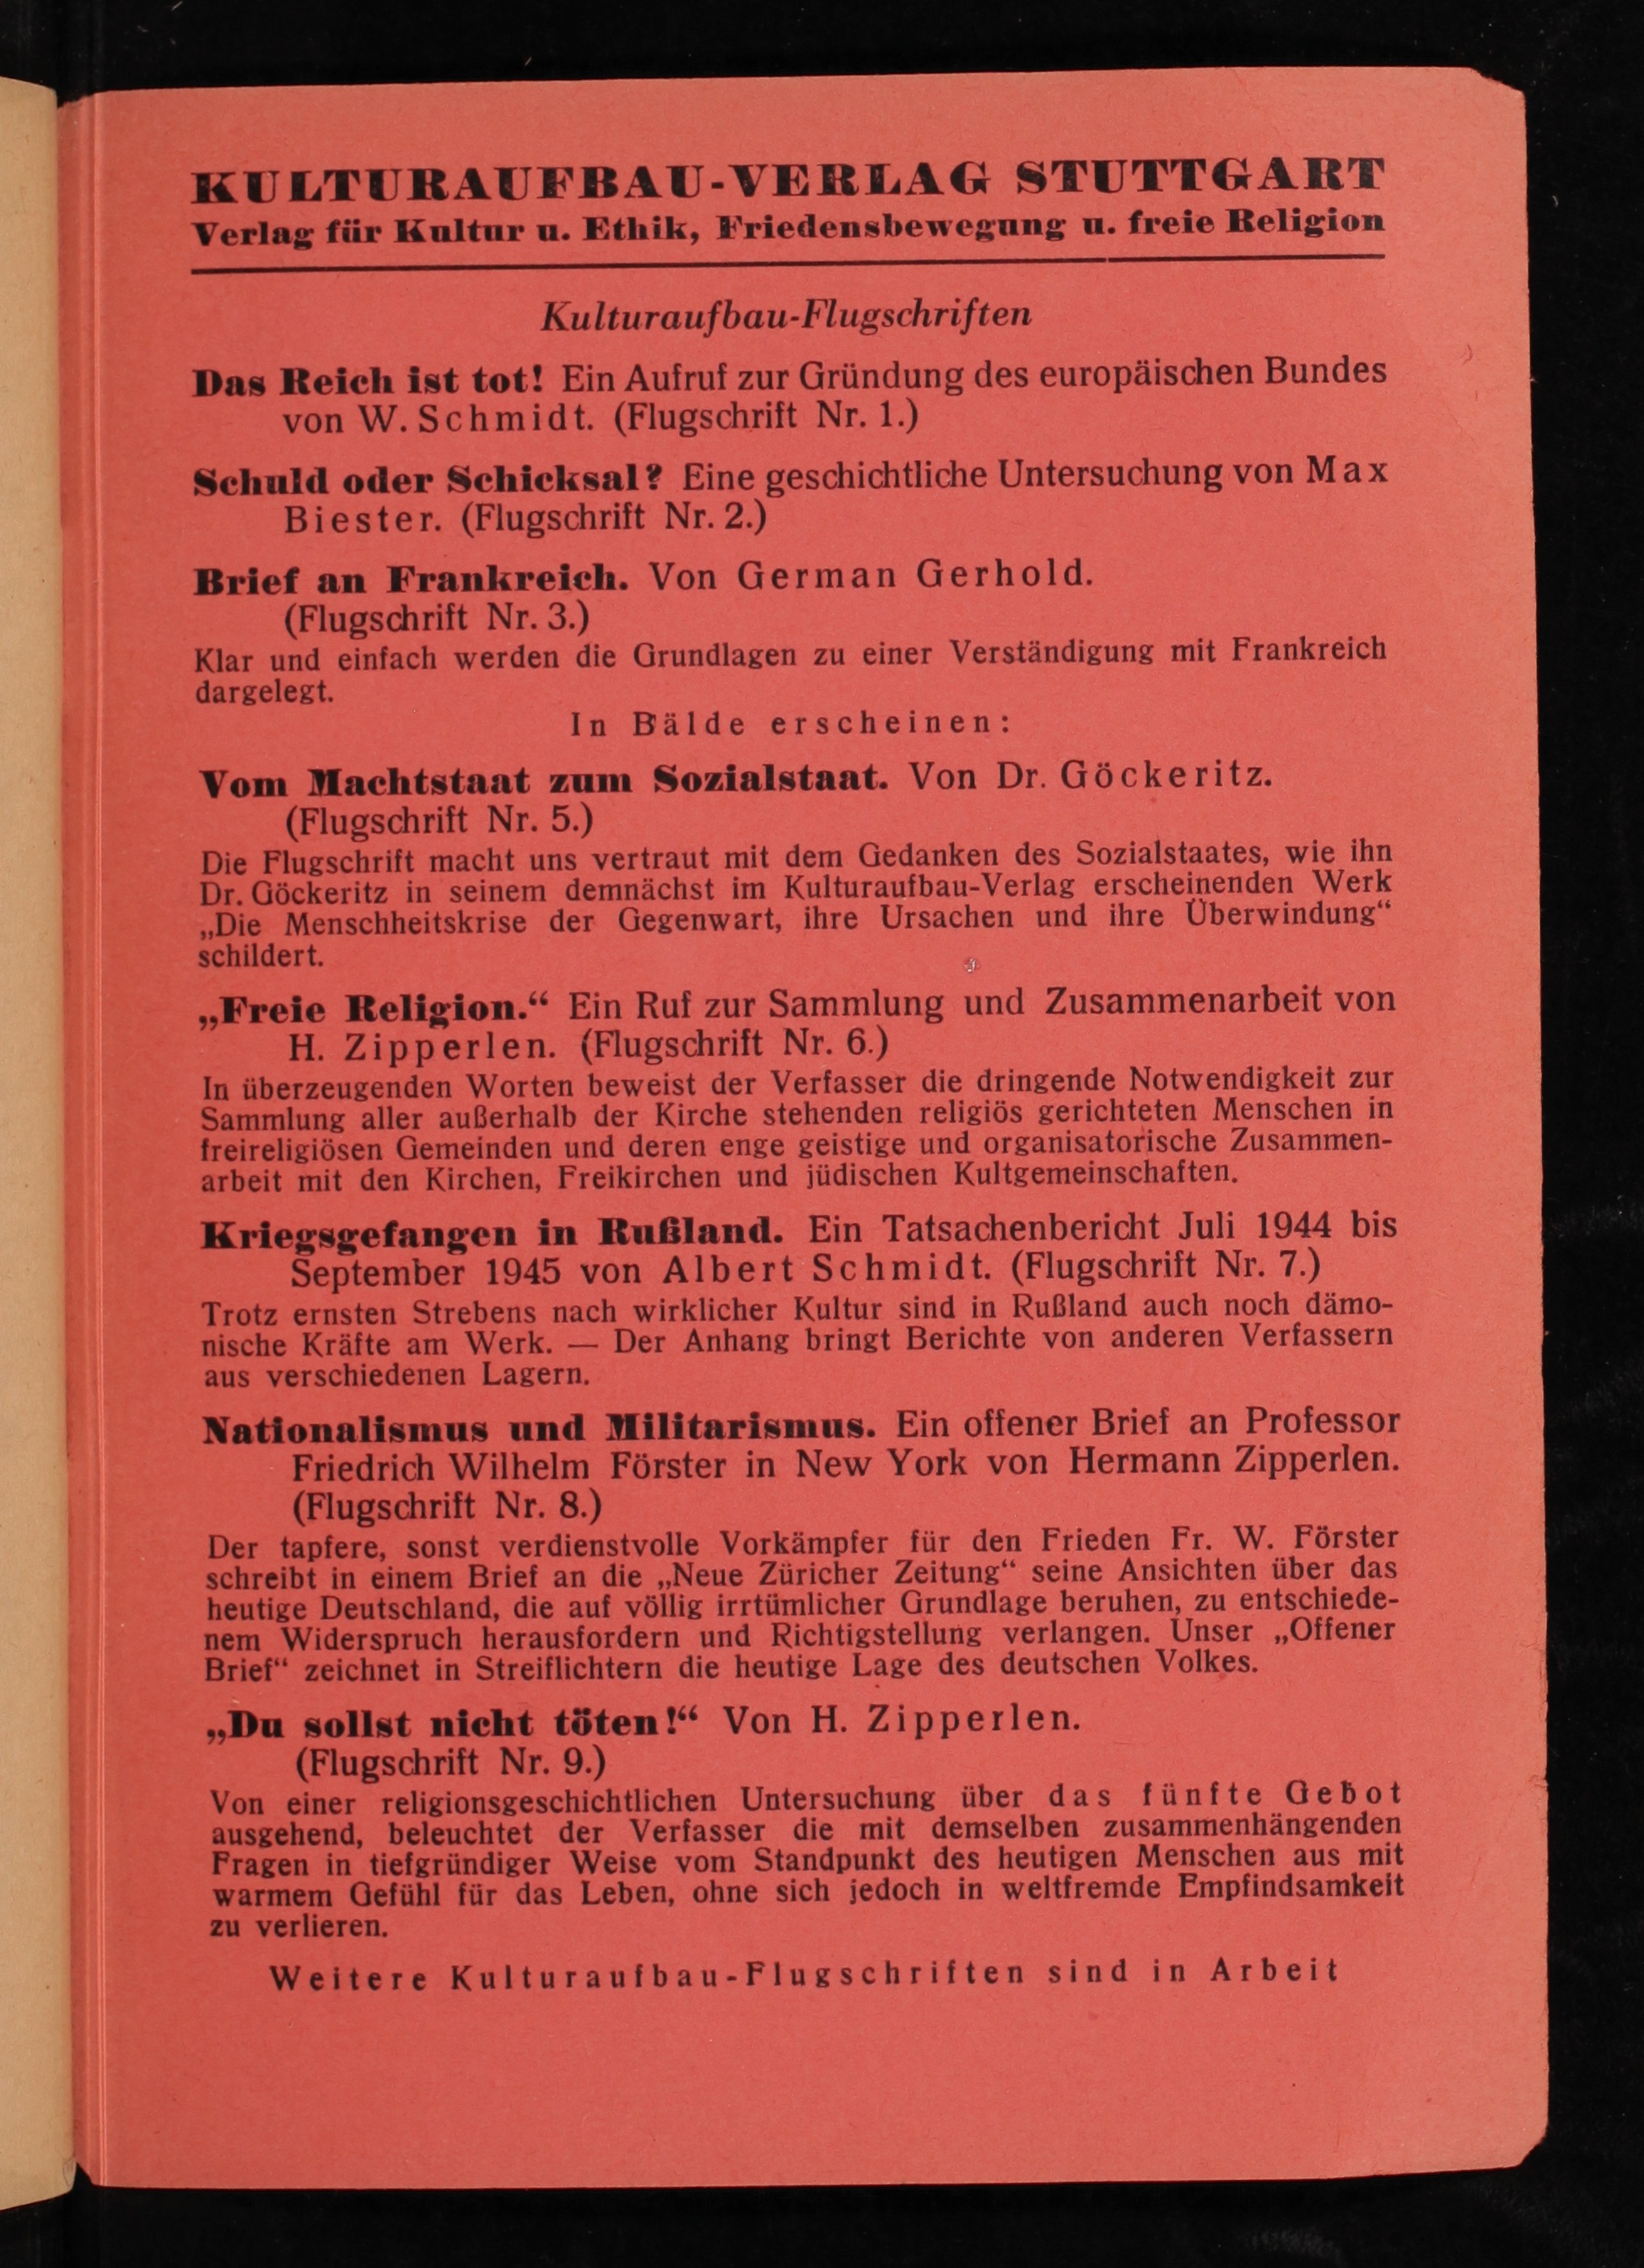 KULTURAUFBAU-VERLAG STUTTGART
Verlag für Kultur u. Ethik, Friedensbewegung u. freie Religion
Kulturaufbau-Flugschriften
Das Reich ist tot! Ein Aufruf zur Gründung des europäischen Bundes
von W. Schmidt. (Flugschrift Nr. 1.)
Schuld oder Schicksal? Eine geschichtliche Untersuchung von Max
Biester. (Flugschrift Nr. 2.)
Brief an Frankreich. Von German Gerhold.
(Flugschrift Nr. 3.)
Klar und einfach werden die Grundlagen zu einer Verständigung mit Frankreich
dargelegt.
In Bälde erscheinen:
Vom Machtstaat zum Sozialstaat. Von Dr. Göckeritz.
(Flugschrift Nr. 5.)
Die Flugschrift macht uns vertraut mit dem Gedanken des Sozialstaates, wie ihn
Dr. Göckeritz in seinem demnächst im Kulturaufbau-Verlag erscheinenden Werk
„Die Menschheitskrise der Gegenwart, ihre Ursachen und ihre Überwindung“
schildert.
„Freie Religion.“ Ein Ruf zur Sammlung und Zusammenarbeit von
H. Zipperlen. (Flugschrift Nr. 6.)
In überzeugenden Worten beweist der Verfasser die dringende Notwendigkeit zur
Sammlung aller außerhalb der Kirche stehenden religiös gerichteten Menschen in
freireligiösen Gemeinden und deren enge geistige und organisatorische Zusammen-
arbeit mit den Kirchen, Freikirchen und jüdischen Kultgemeinschaften.
Kriegsgefangen in Rußland. Ein Tatsachenbericht Juli 1944 bis
September 1945 von Albert Schmidt. (Flugschrift Nr. 7.)
Trotz ernsten Strebens nach wirklicher Kultur sind in Rußland auch noch dämo-
nische Kräfte am Werk. — Der Anhang bringt Berichte von anderen Verfassern
aus verschiedenen Lagern.
Nationalismus und Militarismus. Ein offener Brief an Professor
Friedrich Wilhelm Förster in New York von Hermann Zipperlen.
(Flugschrift Nr. 8.)
Der tapfere, sonst verdienstvolle Vorkämpfer für den Frieden Fr. W. Förster
schreibt in einem Brief an die „Neue Züricher Zeitung“ seine Ansichten über das
heutige Deutschland, die auf völlig irrtümlicher Grundlage beruhen, zu entschiede-
nem Widerspruch herausfordern und Richtigstellung verlangen. Unser „Offener
Brief“ zeichnet in Streiflichtern die heutige Lage des deutschen Volkes.
„Du sollst nicht töten!“ Von H. Zipperlen.
(Flugschrift Nr. 9.)
Von einer religionsgeschichtlichen Untersuchung über das fünfte Gebot
ausgehend, beleuchtet der Verfasser die mit demselben zusammenhängenden
Fragen in tiefgründiger Weise vom Standpunkt des heutigen Menschen aus mit
warmem Gefühl für das Leben, ohne sich jedoch in weltfremde Empfindsamkeit
zu verlieren.
Weitere Kulturaufbau-Flugschriften sind in Arbeit